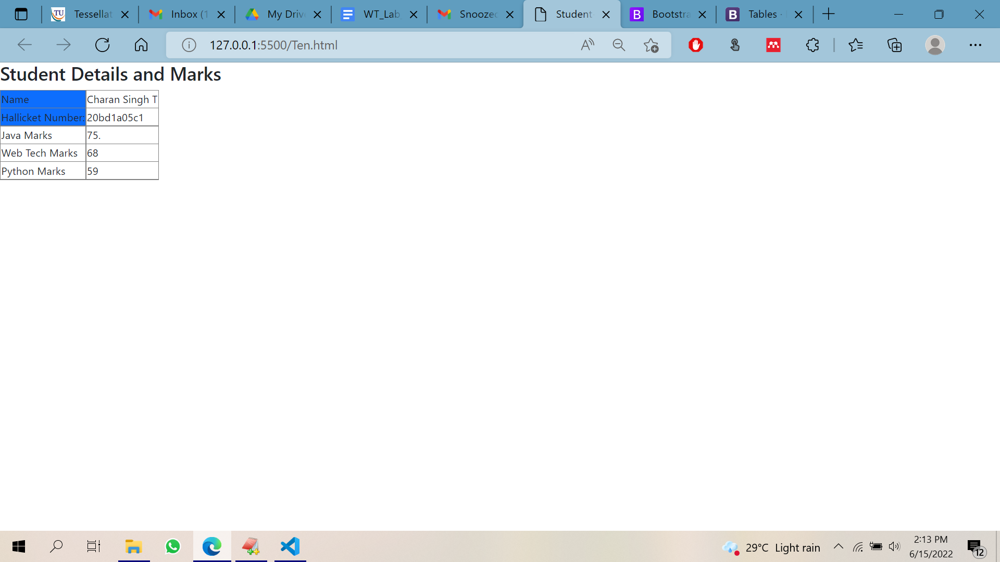 Tessellat
Inbox (1
My Driv
WT_Lab_
Snoozed
Student
Bootstra
Tables ·
127.0.0.1:5500/Ten.html
Student Details and Marks
Name Charan Singh T
Hallicket Number: 20bd1a05c1
Java Marks 75.
Web Tech Marks 68
Python Marks 59
29°C Light rain
2:13 PM
6/15/2022
12